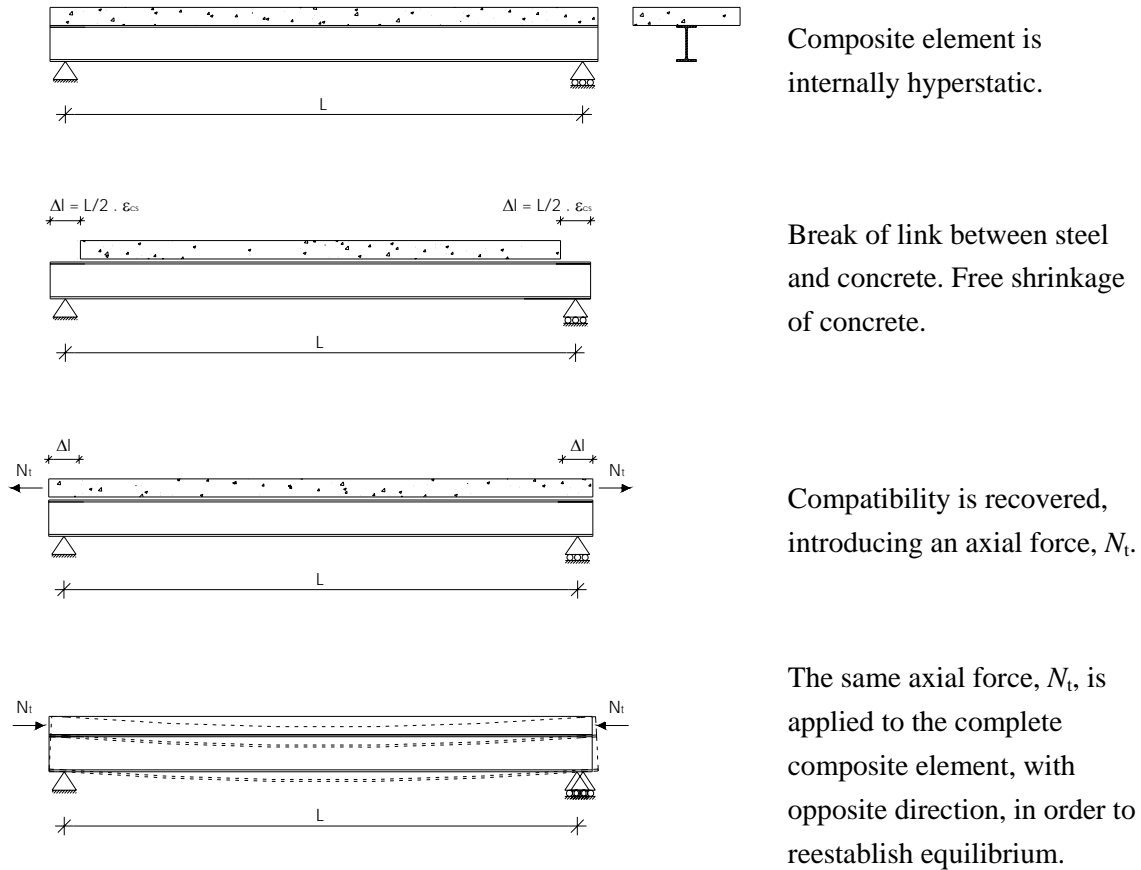 Composite element is
internally hyperstatic.
L
Δl = L/2 . εcs
Δl = L/2 . εcs
Break of link between steel
and concrete. Free shrinkage
of concrete.
L
Δl
Δl
Nt
Nt
Compatibility is recovered,
introducing an axial force, Nt.
L
The same axial force, Nt, is
applied to the complete
composite element, with
opposite direction, in order to
reestablish equilibrium.
Nt
Nt
L